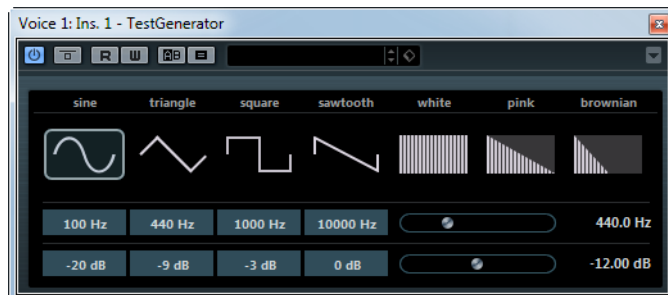 Voice 1: Ins. 1 - TestGenerator
R W AB
sine triangle square sawtooth white pink brownian
100 Hz 440 Hz 1000 Hz 10000 Hz 440.0 Hz
-20 dB -9 dB -3 dB 0 dB -12.00 dB